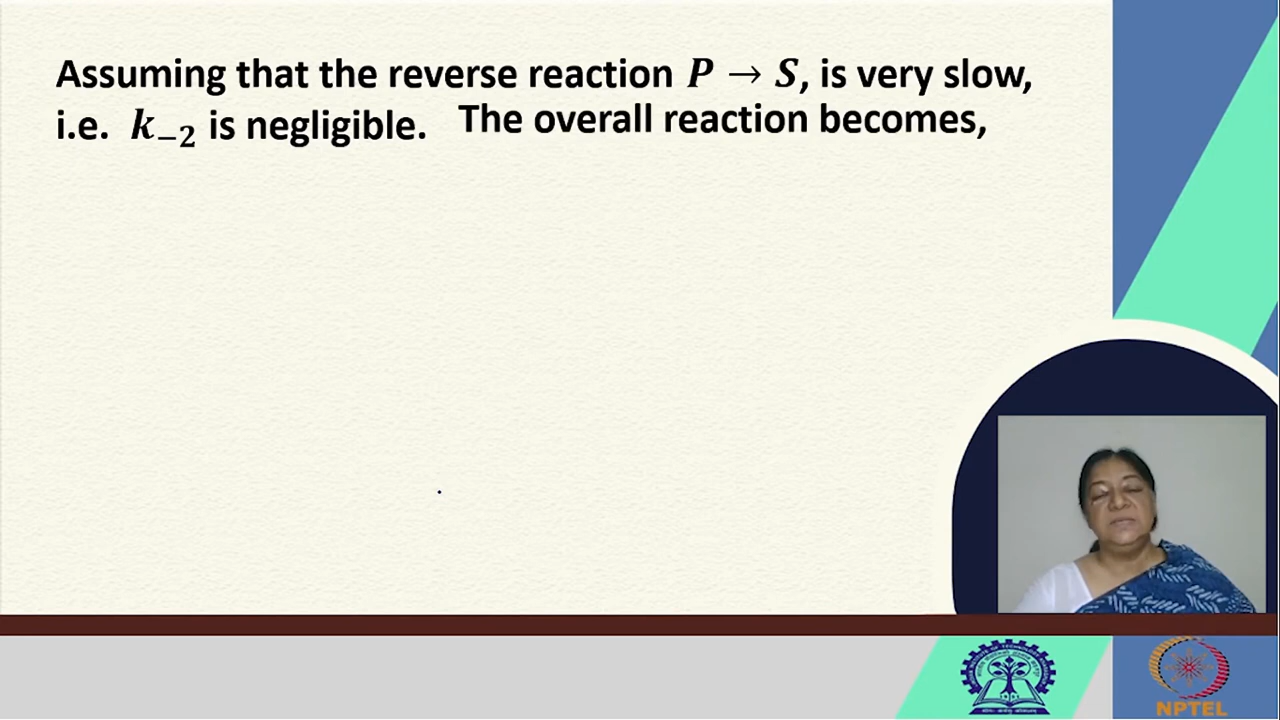 Assuming that the reverse reaction P → S, is very slow,
i.e. k₋₂ is negligible. The overall reaction becomes,
NPTEL